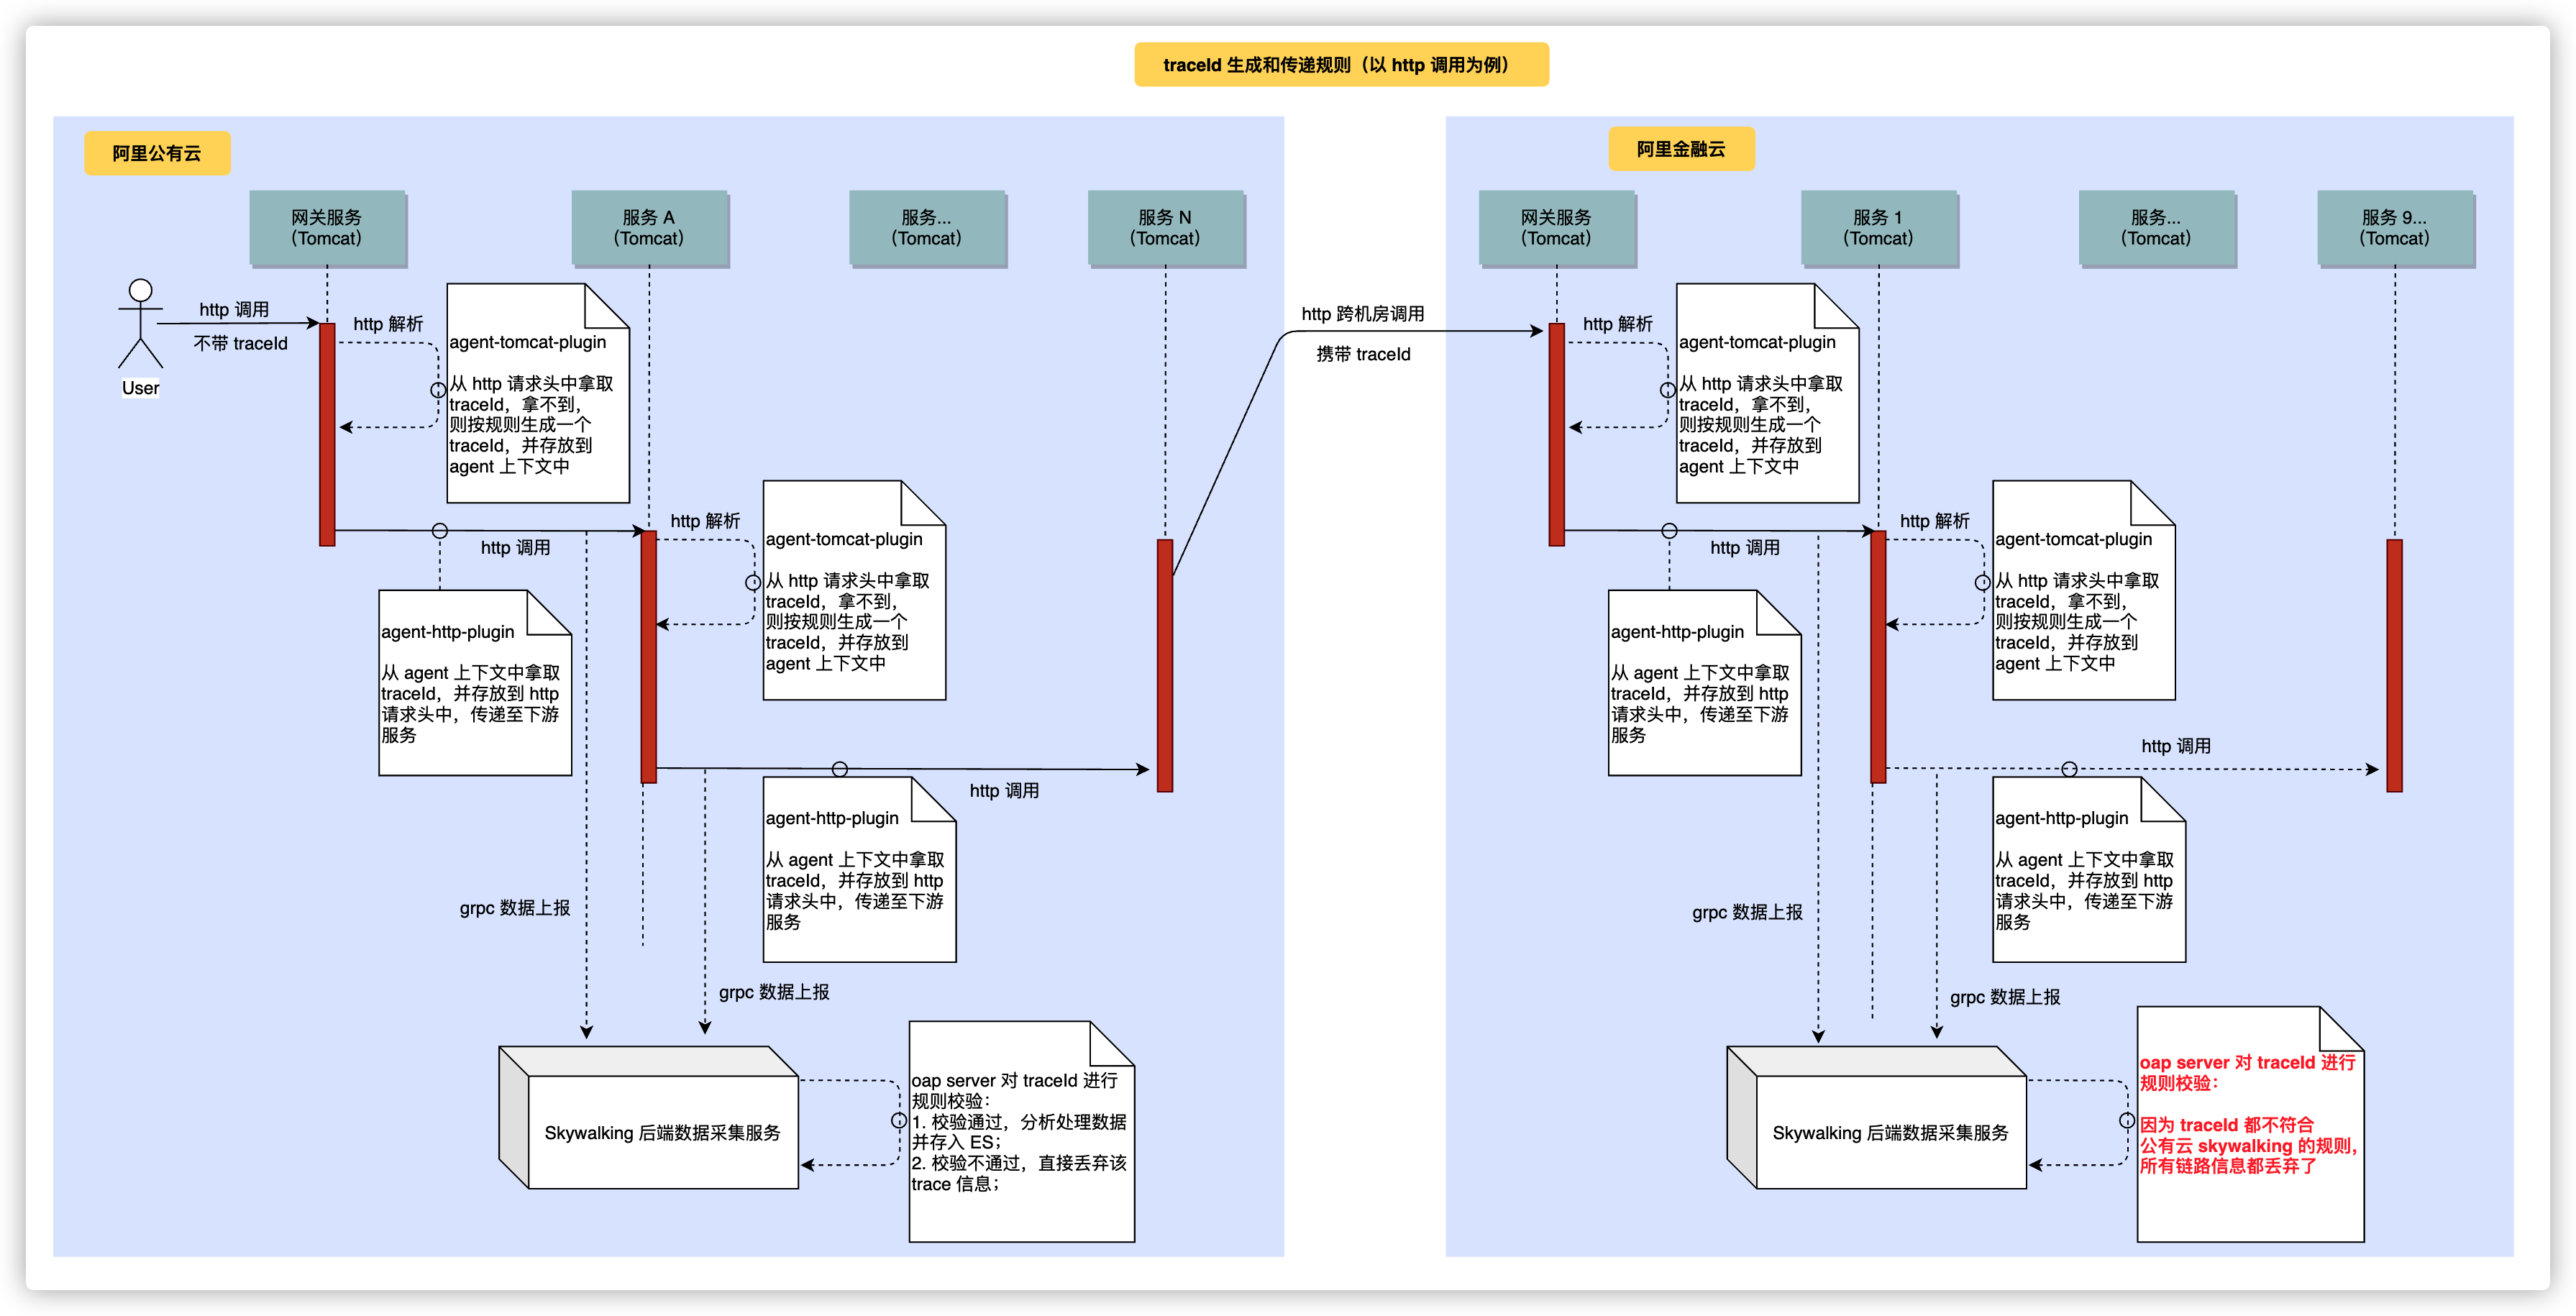 traceId 生成和传递规则（以 http 调用为例）
阿里公有云
网关服务
（Tomcat）
服务 A
（Tomcat）
服务...
（Tomcat）
服务 N
（Tomcat）
User
http 调用
不带 traceId
http 解析
agent-tomcat-plugin
从 http 请求头中拿取
traceId，拿不到，
则按规则生成一个
traceId，并存放到
agent 上下文中
http 调用
agent-http-plugin
从 agent 上下文中拿取
traceId，并存放到 http
请求头中，传递至下游
服务
http 解析
agent-tomcat-plugin
从 http 请求头中拿取
traceId，拿不到，
则按规则生成一个
traceId，并存放到
agent 上下文中
http 调用
agent-http-plugin
从 agent 上下文中拿取
traceId，并存放到 http
请求头中，传递至下游
服务
grpc 数据上报
grpc 数据上报
Skywalking 后端数据采集服务
oap server 对 traceId 进行
规则校验：
1. 校验通过，分析处理数据
并存入 ES；
2. 校验不通过，直接丢弃该
trace 信息；
http 跨机房调用
携带 traceId
阿里金融云
网关服务
（Tomcat）
服务 1
（Tomcat）
服务...
（Tomcat）
服务 9...
（Tomcat）
http 解析
agent-tomcat-plugin
从 http 请求头中拿取
traceId，拿不到，
则按规则生成一个
traceId，并存放到
agent 上下文中
http 调用
agent-http-plugin
从 agent 上下文中拿取
traceId，并存放到 http
请求头中，传递至下游
服务
http 解析
agent-tomcat-plugin
从 http 请求头中拿取
traceId，拿不到，
则按规则生成一个
traceId，并存放到
agent 上下文中
http 调用
agent-http-plugin
从 agent 上下文中拿取
traceId，并存放到 http
请求头中，传递至下游
服务
grpc 数据上报
grpc 数据上报
Skywalking 后端数据采集服务
oap server 对 traceId 进行
规则校验：
因为 traceId 都不符合
公有云 skywalking 的规则，
所有链路信息都丢弃了